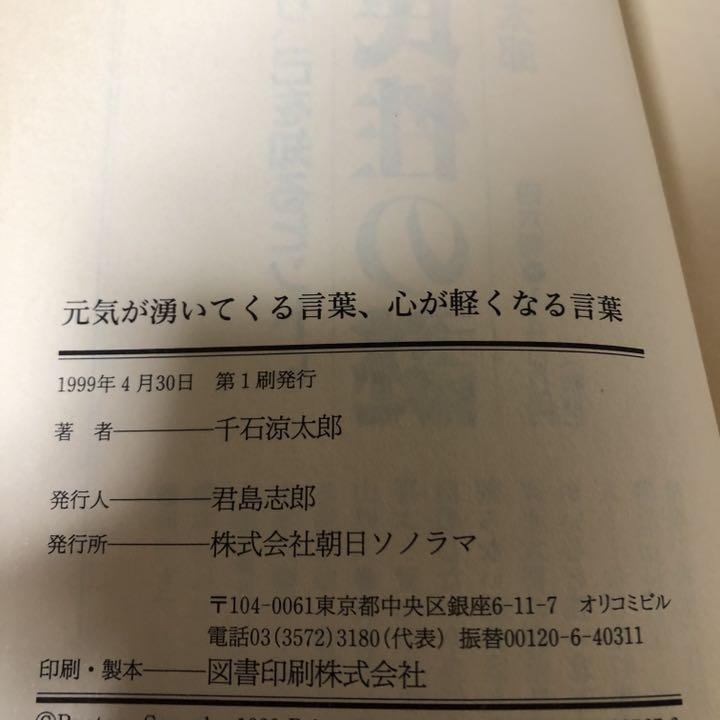 元気が湧いてくる言葉、心が軽くなる言葉
1999年4月30日　第1刷発行
著　者―――千石涼太郎
発行人―――君島志郎
発行所―――株式会社朝日ソノラマ
〒104-0061東京都中央区銀座6-11-7　オリコミビル
電話03(3572)3180(代表)　振替00120-6-40311
印刷・製本――図書印刷株式会社